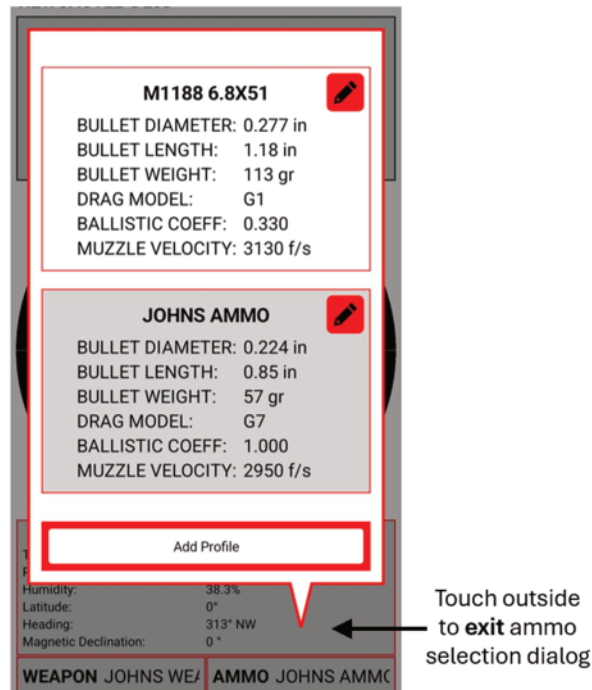 M1188 6.8X51
BULLET DIAMETER: 0.277 in
BULLET LENGTH: 1.18 in
BULLET WEIGHT: 113 gr
DRAG MODEL: G1
BALLISTIC COEFF: 0.330
MUZZLE VELOCITY: 3130 f/s
JOHNS AMMO
BULLET DIAMETER: 0.224 in
BULLET LENGTH: 0.85 in
BULLET WEIGHT: 57 gr
DRAG MODEL: G7
BALLISTIC COEFF: 1.000
MUZZLE VELOCITY: 2950 f/s
Add Profile
Humidity: 38.3%
Latitude: 0°
Heading: 313° NW
Magnetic Declination: 0 °
WEAPON JOHNS WEA AMMO JOHNS AMMO
Touch outside
to exit ammo
selection dialog